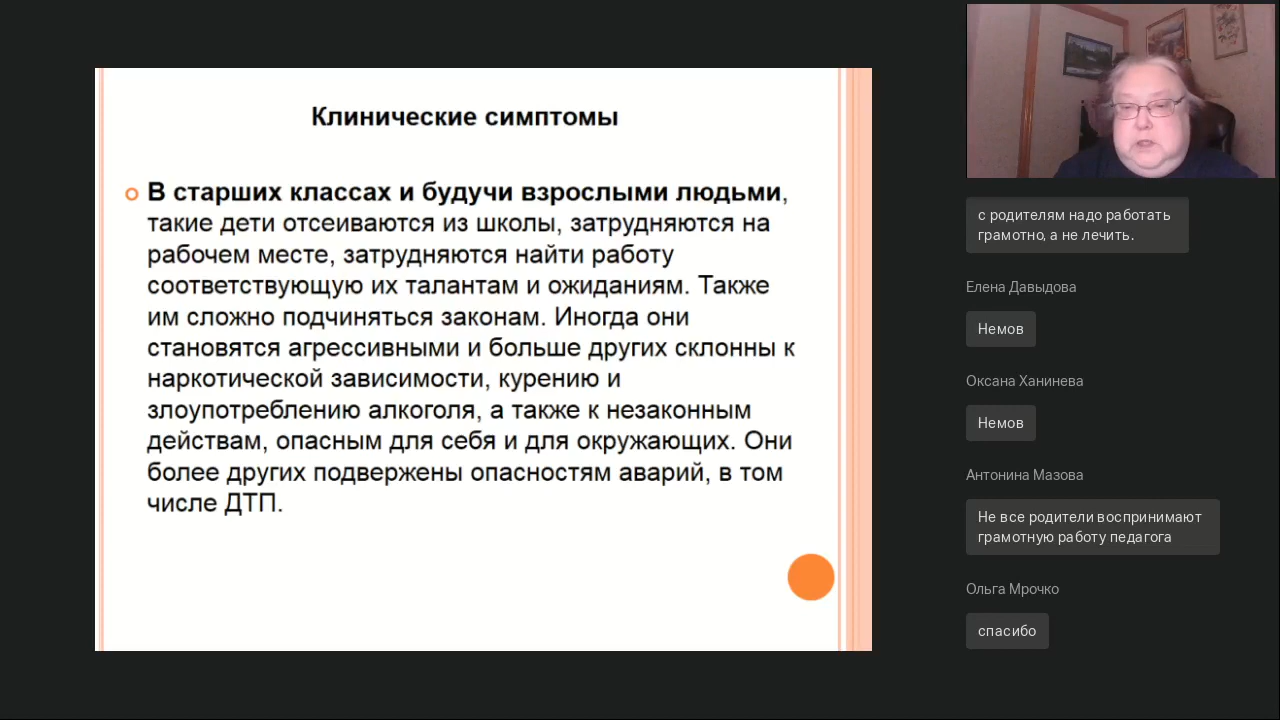 Клинические симптомы
В старших классах и будучи взрослыми людьми,
такие дети отсеиваются из школы, затрудняются на
рабочем месте, затрудняются найти работу
соответствующую их талантам и ожиданиям. Также
им сложно подчиняться законам. Иногда они
становятся агрессивными и больше других склонны к
наркотической зависимости, курению и
злоупотреблению алкоголя, а также к незаконным
действам, опасным для себя и для окружающих. Они
более других подвержены опасностям аварий, в том
числе ДТП.
с родителям надо работать
грамотно, а не лечить.
Елена Давыдова
Немов
Оксана Ханинева
Немов
Антонина Мазова
Не все родители воспринимают
грамотную работу педагога
Ольга Мрочко
спасибо